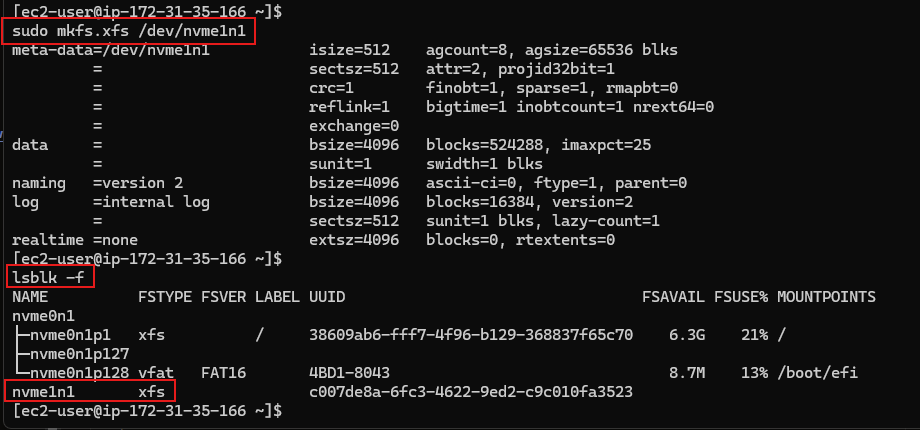 [ec2-user@ip-172-31-35-166 ~]$
sudo mkfs.xfs /dev/nvme1n1
meta-data=/dev/nvme1n1           isize=512    agcount=8, agsize=65536 blks
         =                       sectsz=512   attr=2, projid32bit=1
         =                       crc=1        finobt=1, sparse=1, rmapbt=0
         =                       reflink=1    bigtime=1 inobtcount=1 nrext64=0
         =                       exchange=0
data     =                       bsize=4096   blocks=524288, imaxpct=25
         =                       sunit=1      swidth=1 blks
naming   =version 2              bsize=4096   ascii-ci=0, ftype=1, parent=0
log      =internal log           bsize=4096   blocks=16384, version=2
         =                       sectsz=512   sunit=1 blks, lazy-count=1
realtime =none                   extsz=4096   blocks=0, rtextents=0
[ec2-user@ip-172-31-35-166 ~]$
lsblk -f
NAME          FSTYPE FSVER LABEL UUID                                 FSAVAIL FSUSE% MOUNTPOINTS
nvme0n1
├─nvme0n1p1   xfs          /     38609ab6-fff7-4f96-b129-368837f65c70    6.3G    21% /
├─nvme0n1p127
└─nvme0n1p128 vfat   FAT16       4BD1-8043                               8.7M    13% /boot/efi
nvme1n1       xfs                c007de8a-6fc3-4622-9ed2-c9c010fa3523
[ec2-user@ip-172-31-35-166 ~]$